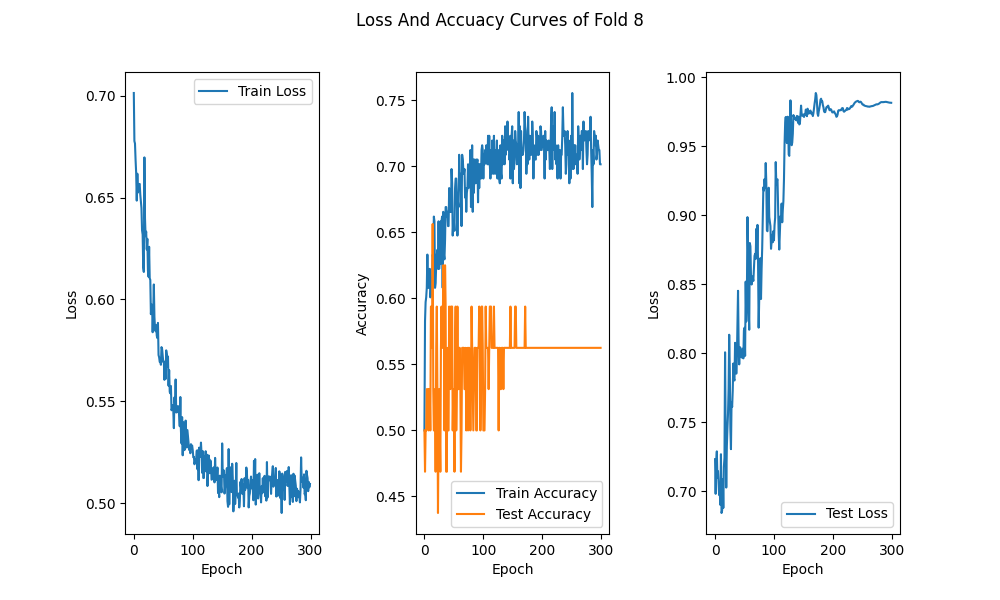 Loss And Accuacy Curves of Fold 8
0.70
0.65
0.60
0.55
0.50
Loss
0 100 200 300
Epoch
Train Loss
0.75
0.70
0.65
0.60
0.55
0.50
0.45
Accuracy
0 100 200 300
Epoch
Train Accuracy
Test Accuracy
1.00
0.95
0.90
0.85
0.80
0.75
0.70
Loss
0 100 200 300
Epoch
Test Loss